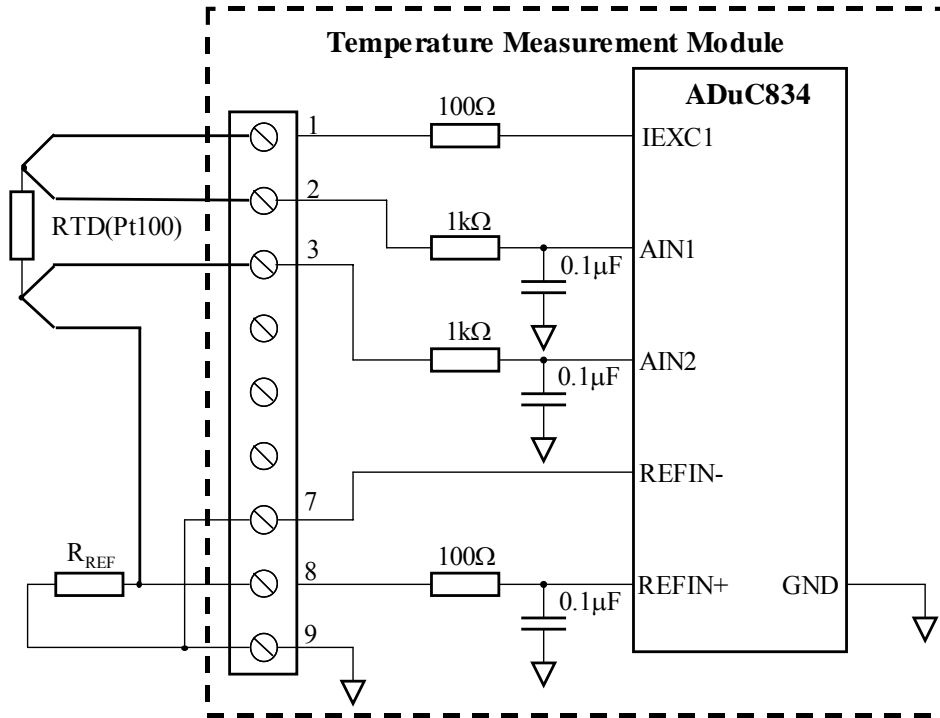 Temperature Measurement Module
ADuC834
100Ω
1
IEXC1
2
RTD(Pt100)
1kΩ
3
AIN1
0.1μF
1kΩ
AIN2
0.1μF
REFIN-
7
R_REF
100Ω
8
REFIN+
GND
0.1μF
9